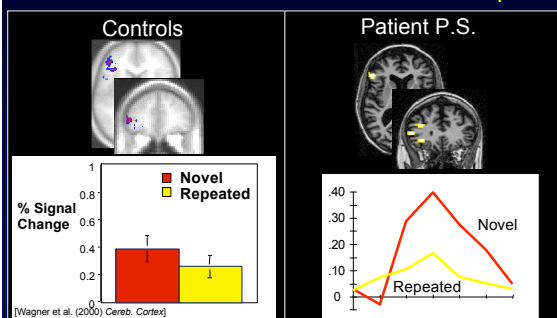 Controls
Patient P.S.
1
0.8
0.6
0.4
0.2
0
% Signal
Change
Novel
Repeated
[Wagner et al. (2000) Cereb. Cortex]
.40
.30
.20
.10
0
Novel
Repeated